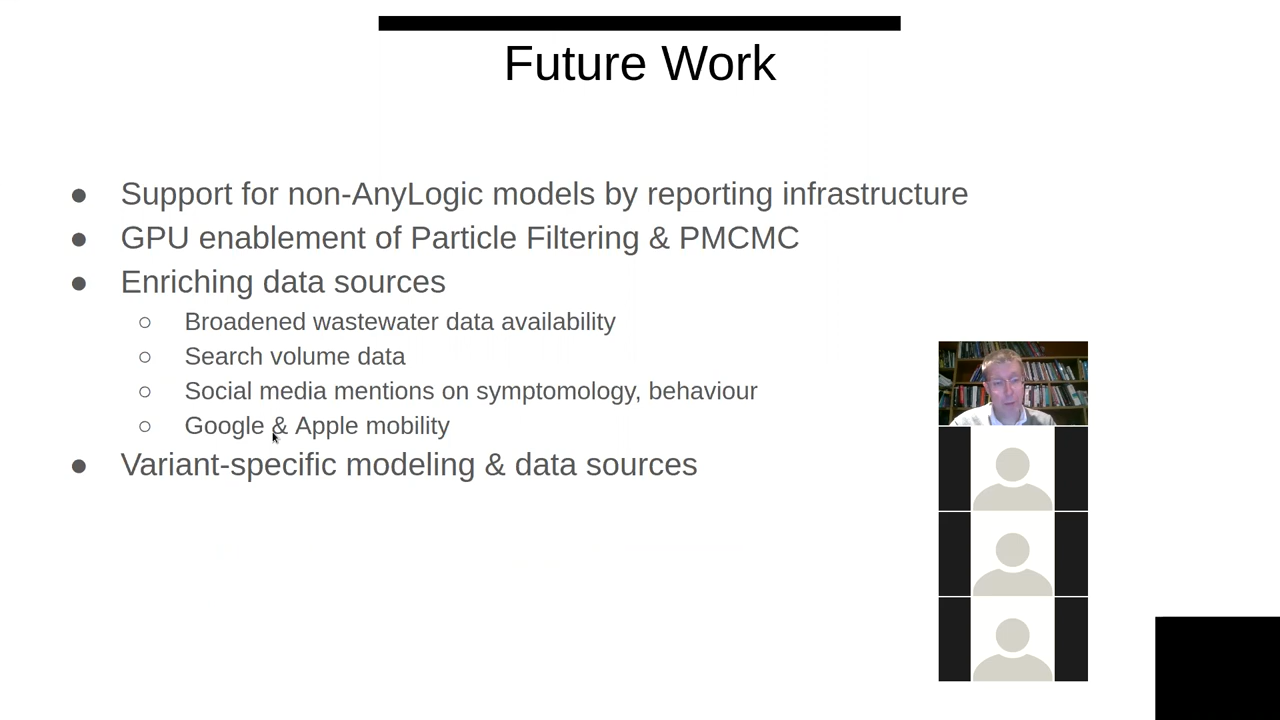 Future Work
● Support for non-AnyLogic models by reporting infrastructure
● GPU enablement of Particle Filtering & PMCMC
● Enriching data sources
○ Broadened wastewater data availability
○ Search volume data
○ Social media mentions on symptomology, behaviour
○ Google & Apple mobility
● Variant-specific modeling & data sources